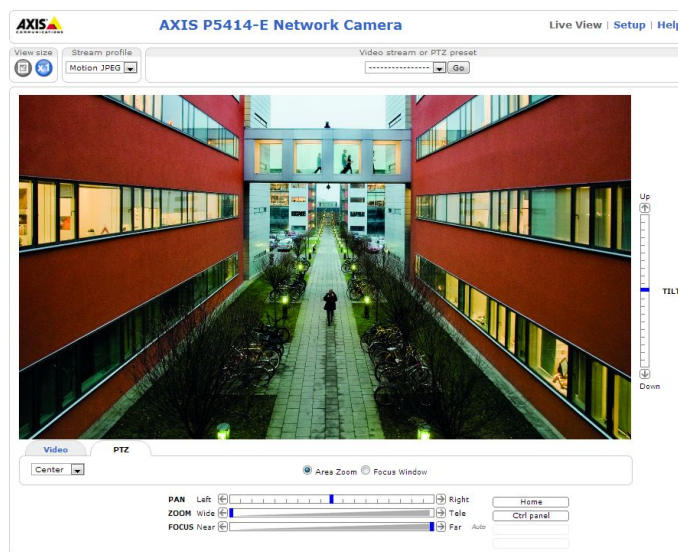 AXIS
COMMUNICATIONS
AXIS P5414-E Network Camera
Live View | Setup | Help
View size
Stream profile
Video stream or PTZ preset
x1
Motion JPEG
---------------- Go
Up
TILT
Down
Video PTZ
Center
Area Zoom Focus Window
PAN Left Right Home
ZOOM Wide Tele Ctrl panel
FOCUS Near Far Auto